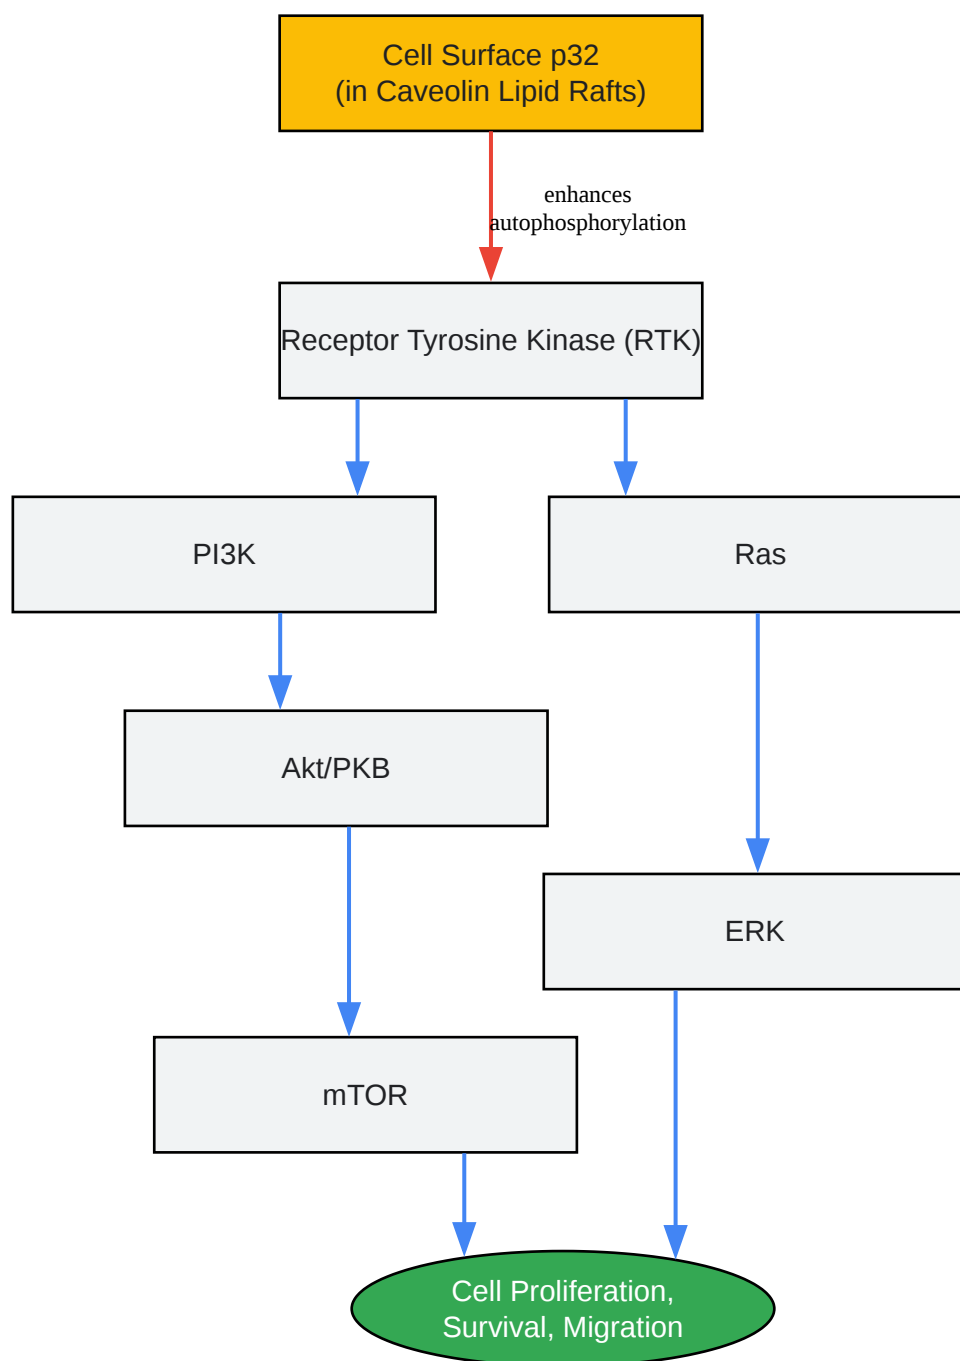 Cell Surface p32
(in Caveolin Lipid Rafts)
enhances
autophosphorylation
Receptor Tyrosine Kinase (RTK)
PI3K
Ras
Akt/PKB
ERK
mTOR
Cell Proliferation,
Survival, Migration